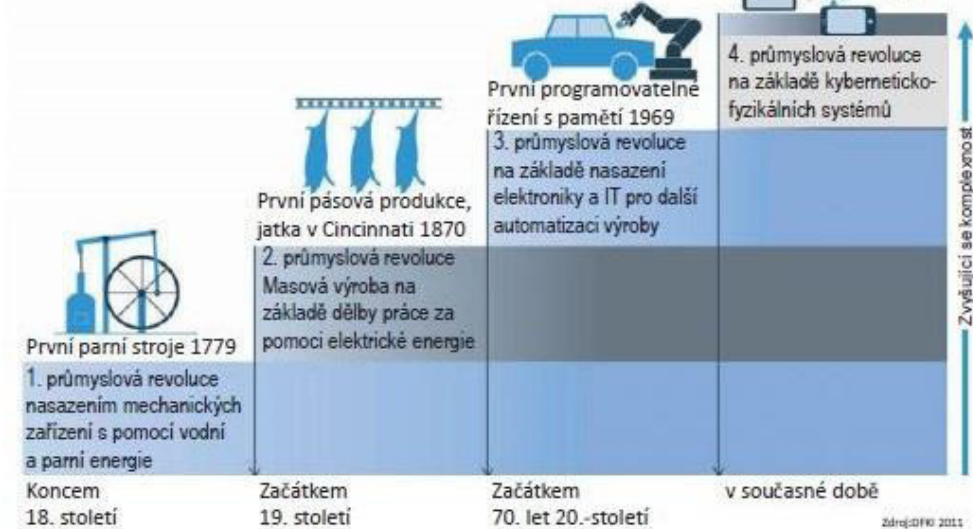 4. průmyslová revoluce
na základě kyberneticko-
fyzikálních systémů
První programovatelné
řízení s pamětí 1969
3. průmyslová revoluce
na základě nasazení
elektroniky a IT pro další
automatizaci výroby
První pásová produkce,
jatka v Cincinnati 1870
2. průmyslová revoluce
Masová výroba na
základě dělby práce za
pomoci elektrické energie
První parní stroje 1779
1. průmyslová revoluce
nasazením mechanických
zařízení s pomocí vodní
a parní energie
Zvyšující se komplexnost
Koncem
18. století
Začátkem
19. století
Začátkem
70. let 20.-století
v současné době
Zdroj:DFKI 2011